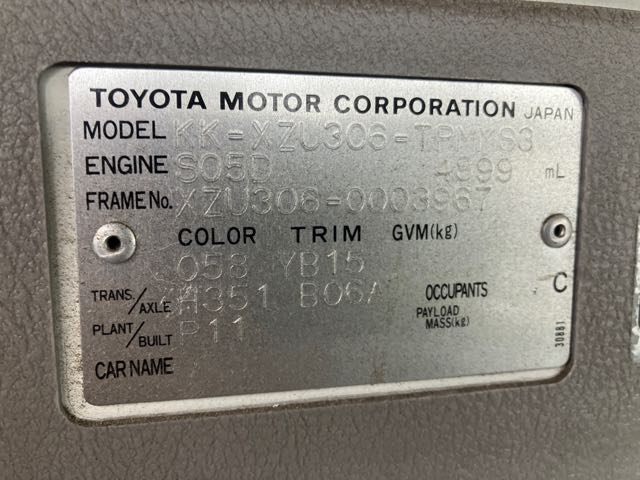 TOYOTA MOTOR CORPORATION JAPAN
MODEL KK-XZU306-TPMMS3
ENGINE S05D 4899 mL
FRAME No. XZU306-0003967
COLOR TRIM GVM(kg)
058 YB15
TRANS./AXLE H351 B06A OCCUPANTS C
PLANT/BUILT P11 PAYLOAD MASS(kg)
CAR NAME
30881